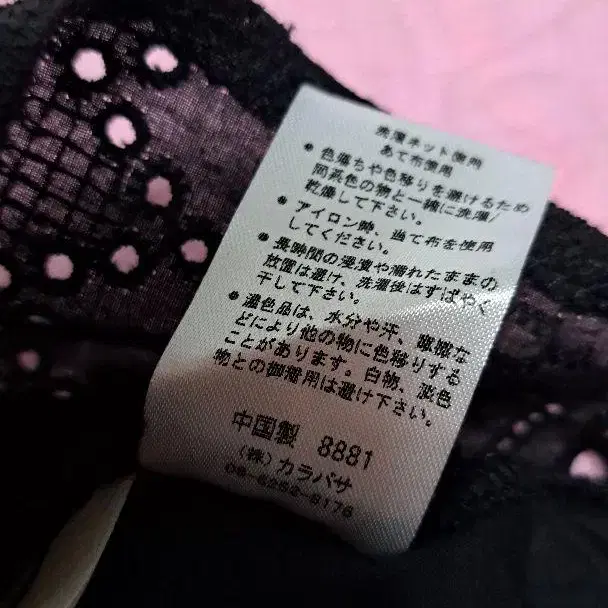 洗濯ネット使用
あて布使用
● 色落ちや色移りを避けるため
同系色の物と一緒に洗濯/
乾燥して下さい。
● アイロン時、当て布を使用
してください。
● 長時間の浸漬や濡れたままの
放置は避け、洗濯後はすばやく
干して下さい。
● 濃色品は、水分や汗、摩擦な
どにより他の物に色移りする
ことがあります。白物、淡色
物との御着用は避け下さい。
中国製 8881
(株) カラバサ
06-6252-6176